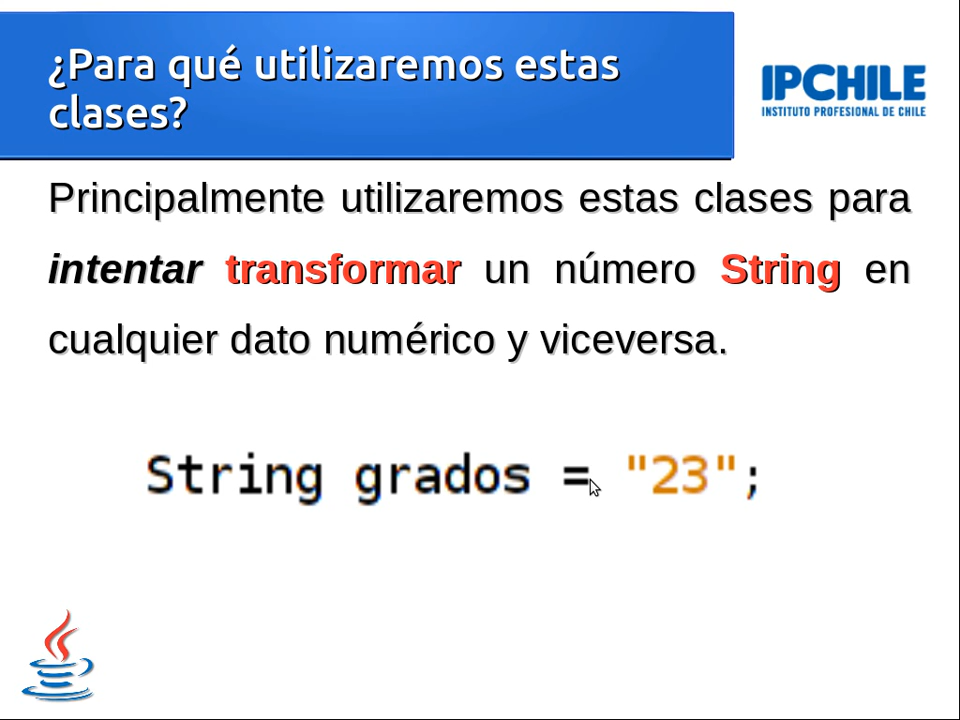 ¿Para qué utilizaremos estas
clases?
IPCHILE
INSTITUTO PROFESIONAL DE CHILE
Principalmente utilizaremos estas clases para
intentar transformar un número String en
cualquier dato numérico y viceversa.
String grados = "23";